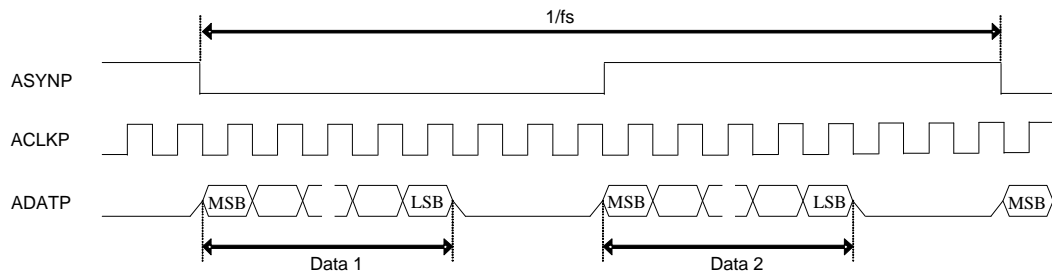 1/fs
ASYNP
ACLKP
ADATP
MSB LSB MSB LSB MSB
Data 1 Data 2